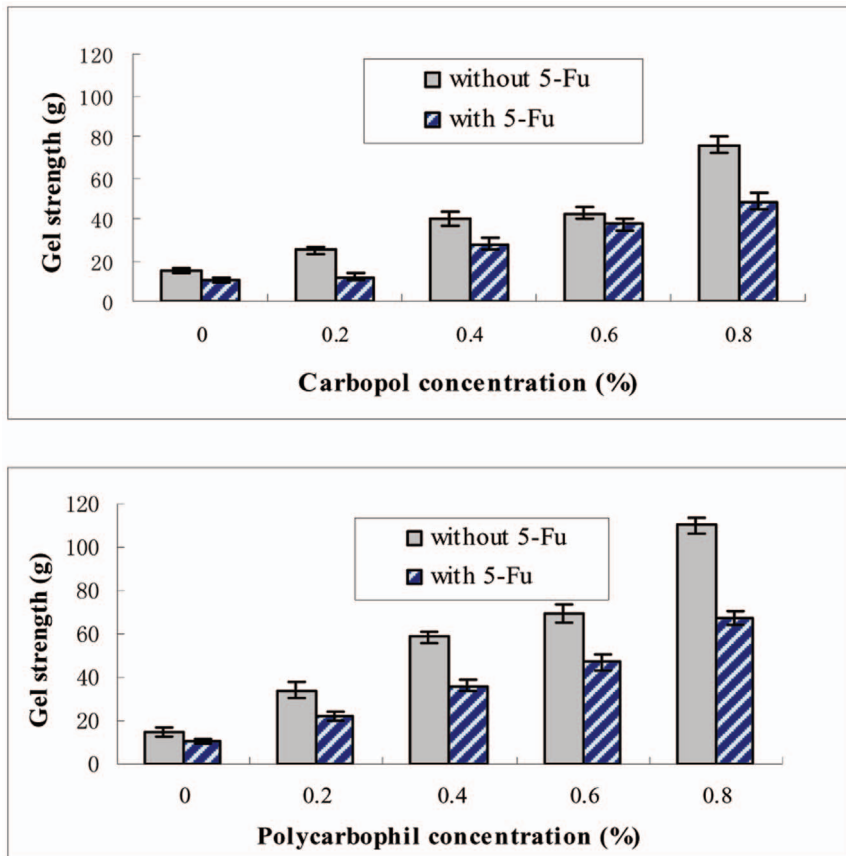 120
100
80
60
40
20
0
Gel strength (g)
without 5-Fu
with 5-Fu
0 0.2 0.4 0.6 0.8
Carbopol concentration (%)
120
100
80
60
40
20
0
Gel strength (g)
without 5-Fu
with 5-Fu
0 0.2 0.4 0.6 0.8
Polycarbophil concentration (%)